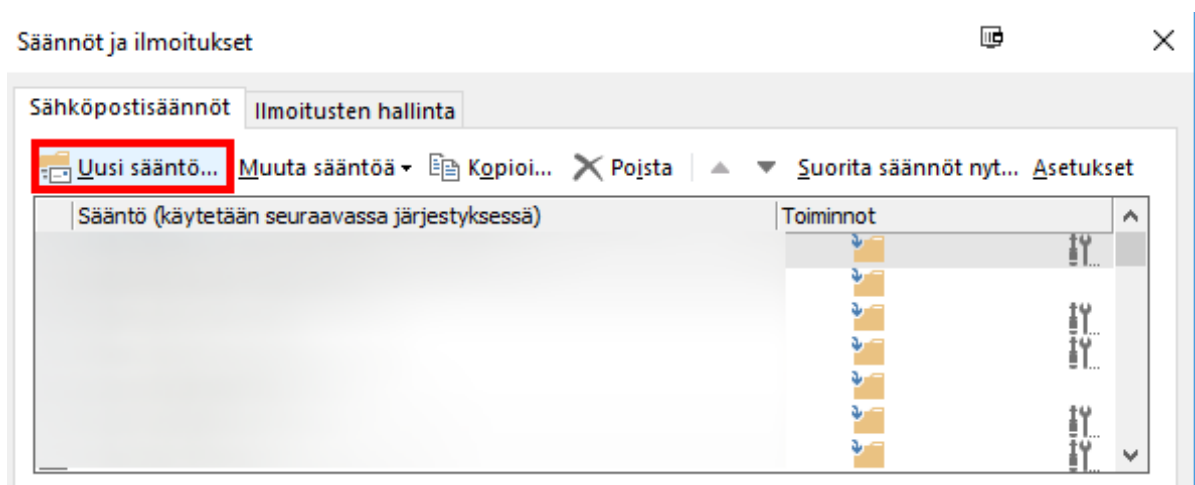 Säännöt ja ilmoitukset
Sähköpostisäännöt Ilmoitusten hallinta
Uusi sääntö... Muuta sääntöä Kopioi... Poista Suorita säännöt nyt... Asetukset
Sääntö (käytetään seuraavassa järjestyksessä) Toiminnot